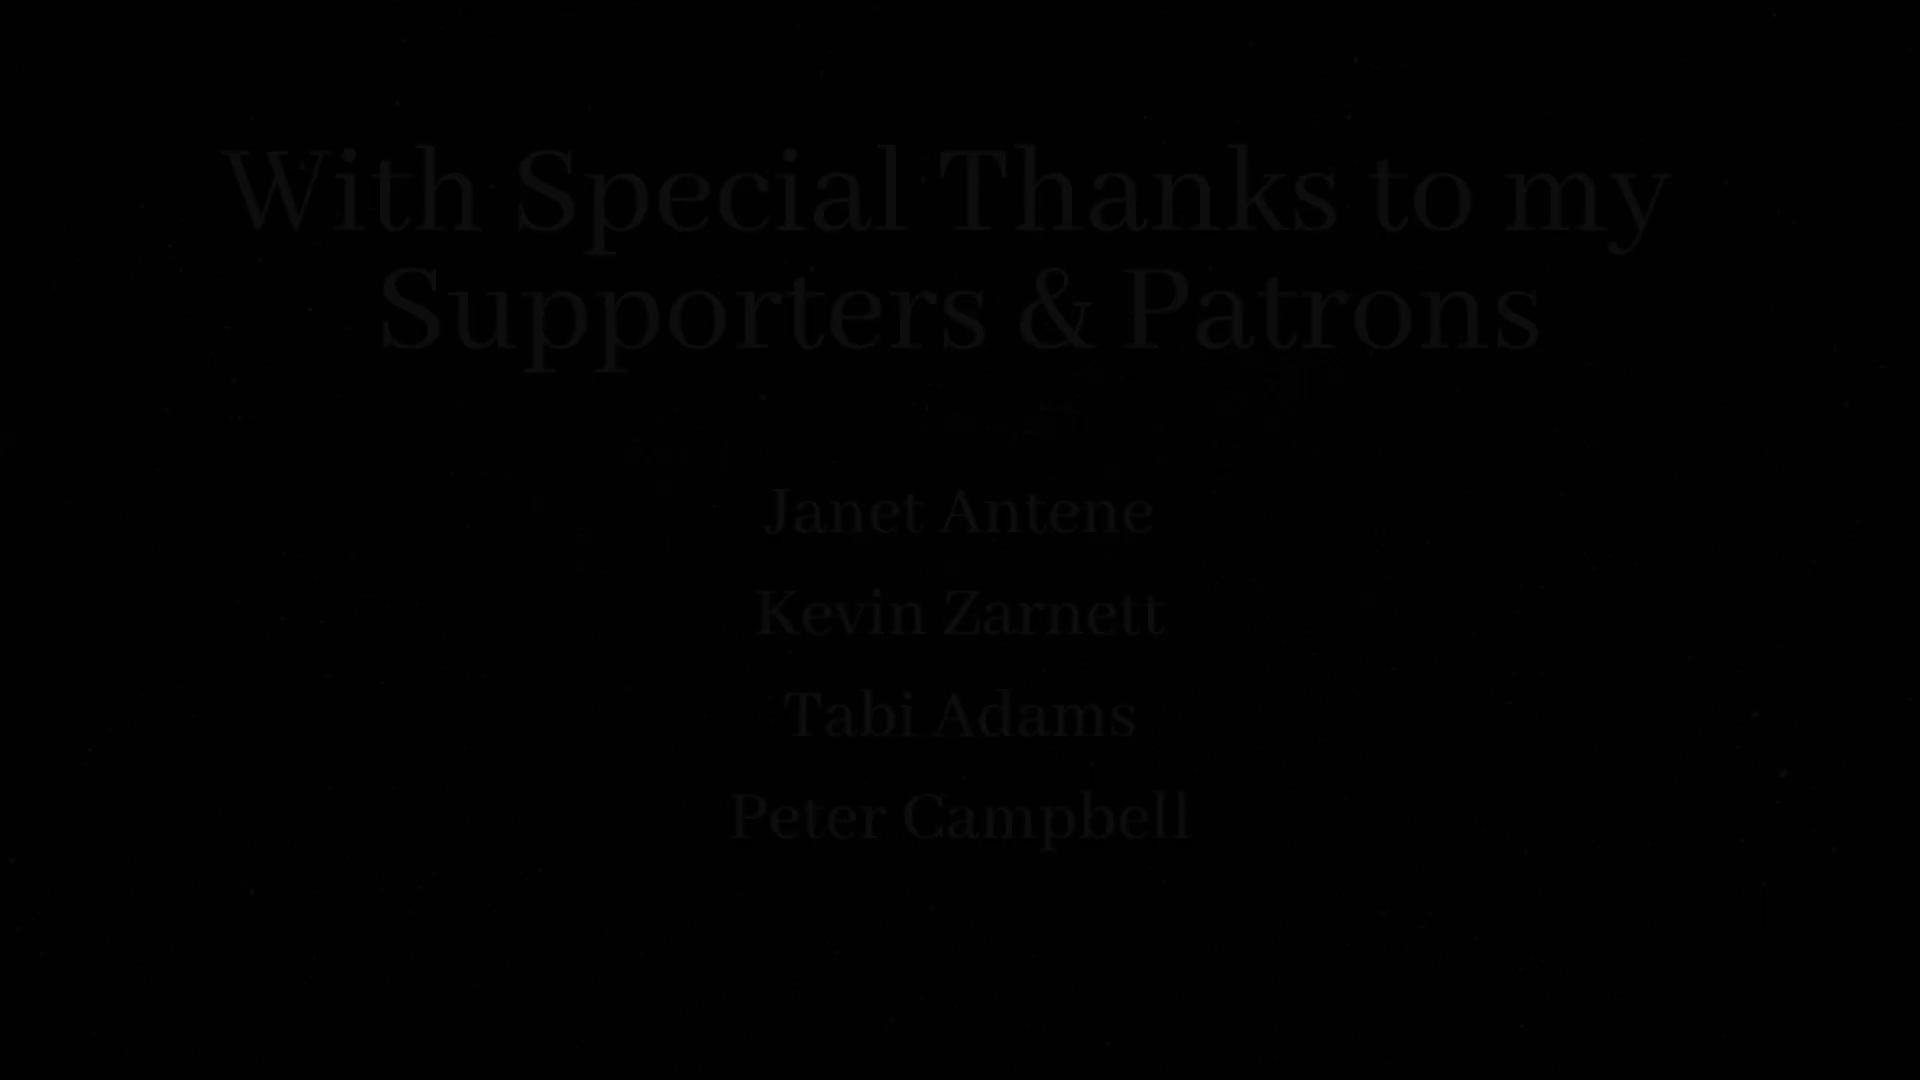 With Special Thanks to my
Supporters & Patrons
Janet Antene
Kevin Zarnett
Tabi Adams
Peter Campbell